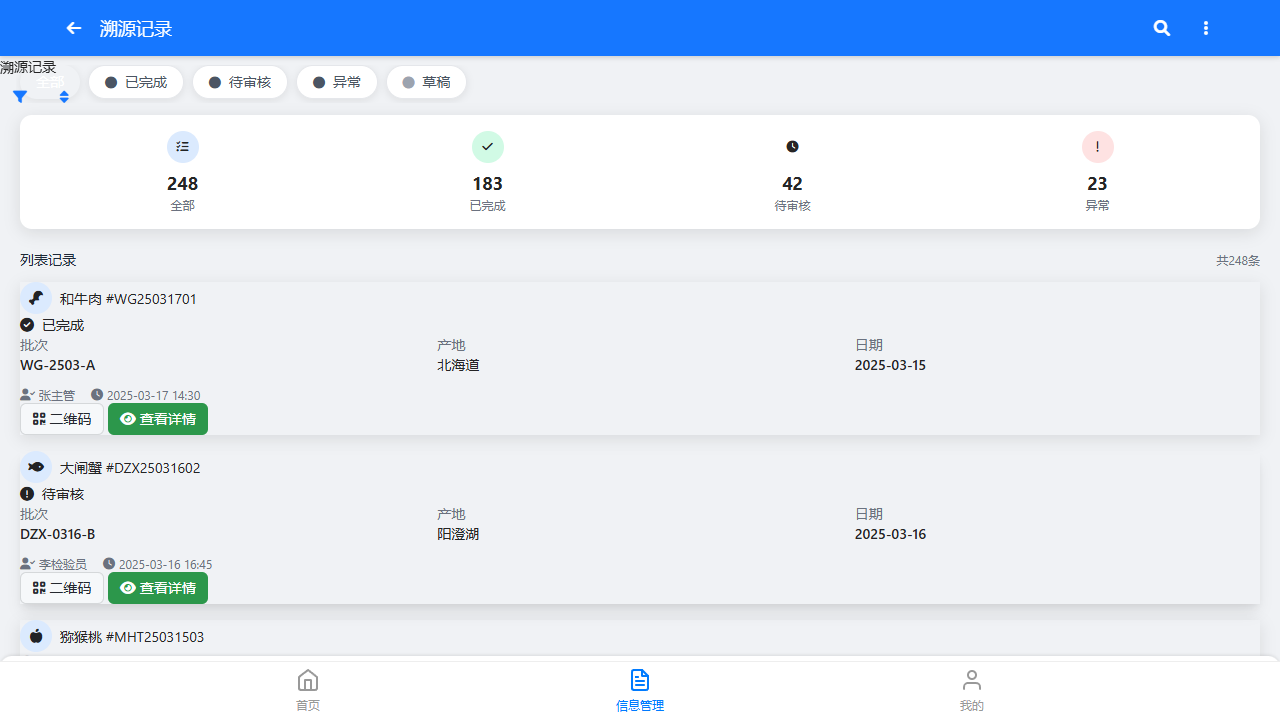 溯源记录
溯源记录
全部 已完成 待审核 异常 草稿
248 183 42 23
全部 已完成 待审核 异常
列表记录 共248条
和牛肉 #WG25031701
已完成
批次 产地 日期
WG-2503-A 北海道 2025-03-15
张主管 2025-03-17 14:30
二维码 查看详情
大闸蟹 #DZX25031602
待审核
批次 产地 日期
DZX-0316-B 阳澄湖 2025-03-16
李检验员 2025-03-16 16:45
二维码 查看详情
猕猴桃 #MHT25031503
首页 信息管理 我的